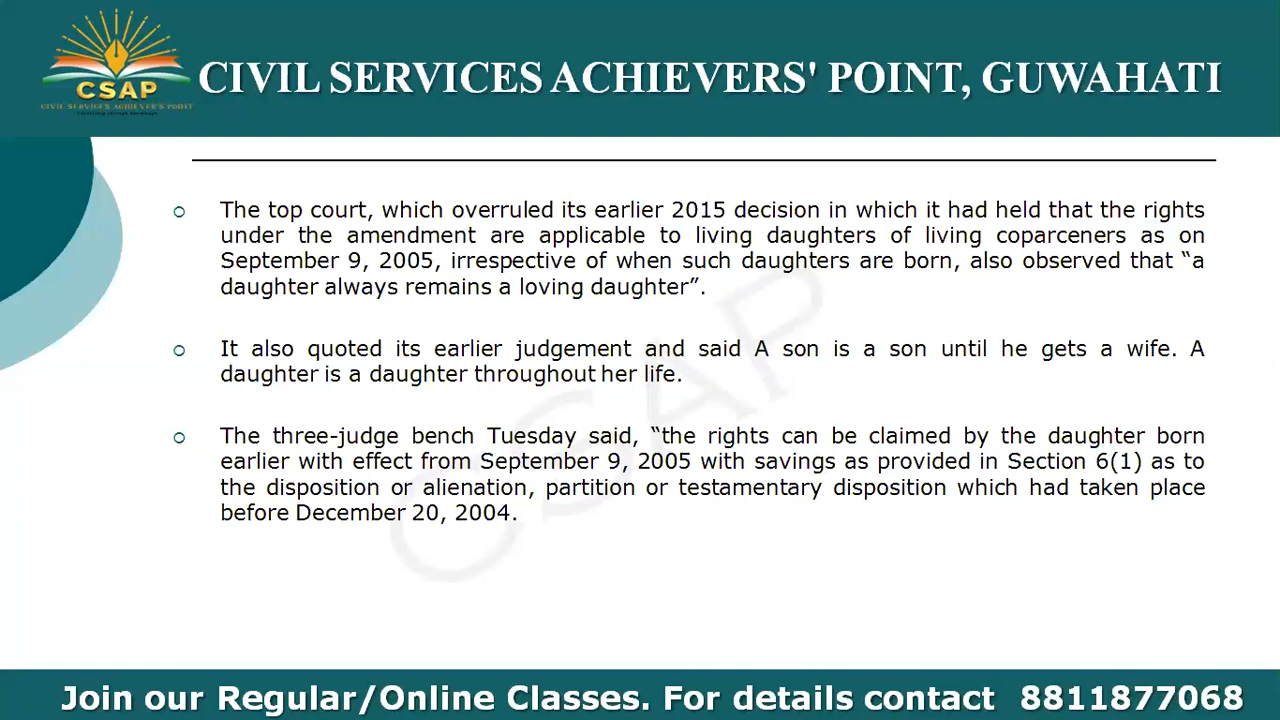 CSAP
CIVIL SERVICES ACHIEVER'S POINT
CIVIL SERVICES ACHIEVERS' POINT, GUWAHATI
The top court, which overruled its earlier 2015 decision in which it had held that the rights
under the amendment are applicable to living daughters of living coparceners as on
September 9, 2005, irrespective of when such daughters are born, also observed that “a
daughter always remains a loving daughter”.
It also quoted its earlier judgement and said A son is a son until he gets a wife. A
daughter is a daughter throughout her life.
The three-judge bench Tuesday said, “the rights can be claimed by the daughter born
earlier with effect from September 9, 2005 with savings as provided in Section 6(1) as to
the disposition or alienation, partition or testamentary disposition which had taken place
before December 20, 2004.
CSAP
Join our Regular/Online Classes. For details contact 8811877068